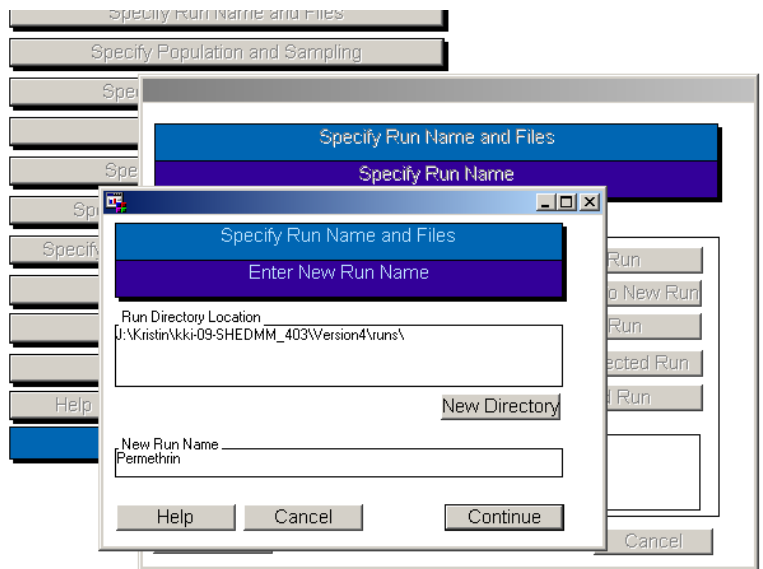 Specify Run Name and Files
Specify Population and Sampling
Spe
Specify Run Name and Files
Spe
Specify Run Name
Specify Run Name and Files
Enter New Run Name
Specify
Run
o New Run
Run Directory Location
J:\Kristin\kki-09-SHEDMM_403\Version4\runs\
Run
ected Run
Run
Help
New Directory
New Run Name
Permethrin
Help
Cancel
Continue
Cancel